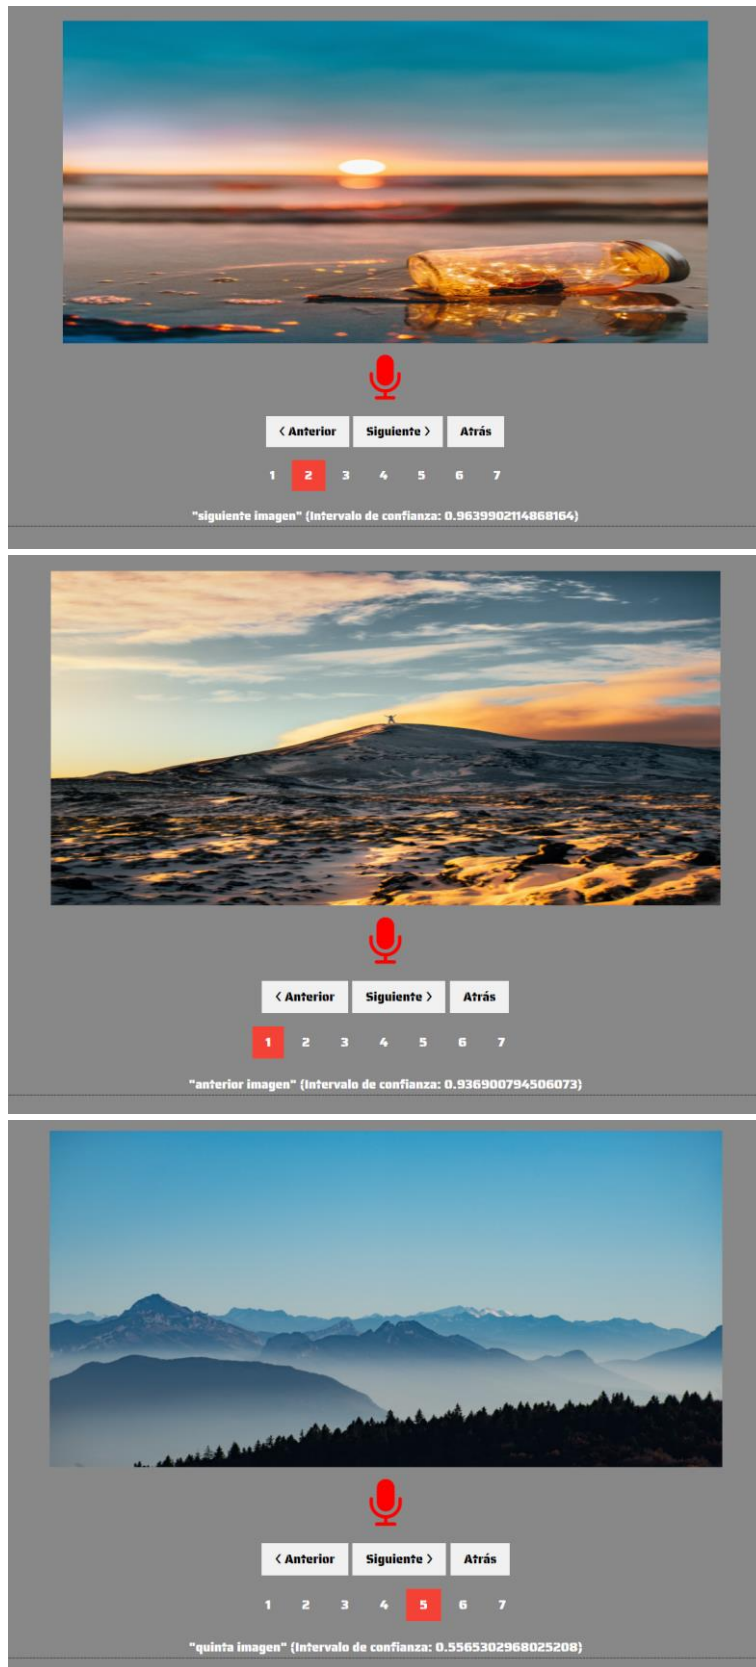 < Anterior Siguiente > Atrás
1 2 3 4 5 6 7
"siguiente imagen" (Intervalo de confianza: 0.9639902114868164)
< Anterior Siguiente > Atrás
1 2 3 4 5 6 7
"anterior imagen" (Intervalo de confianza: 0.936900794506073)
< Anterior Siguiente > Atrás
1 2 3 4 5 6 7
"quinta imagen" (Intervalo de confianza: 0.5565302968025208)